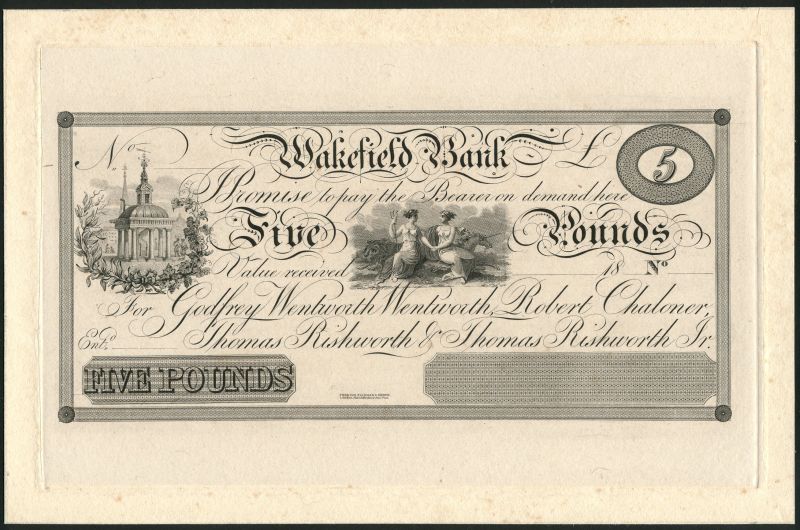 No
Wakefield Bank £ 5
I Promise to pay the Bearer on demand here
Five Pounds
Value received 18 No
For Godfrey Wentworth Wentworth, Robert Chaloner,
Entd Thomas Rishworth & Thomas Rishworth Jr.
FIVE POUNDS